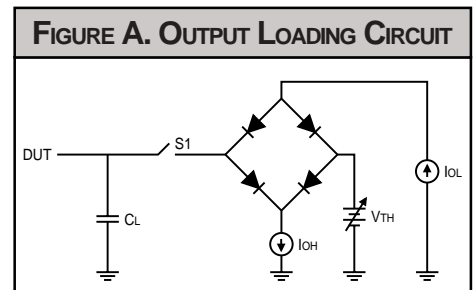 FIGURE A. OUTPUT LOADING CIRCUIT
DUT
S1
CL
IOH
VTH
IOL